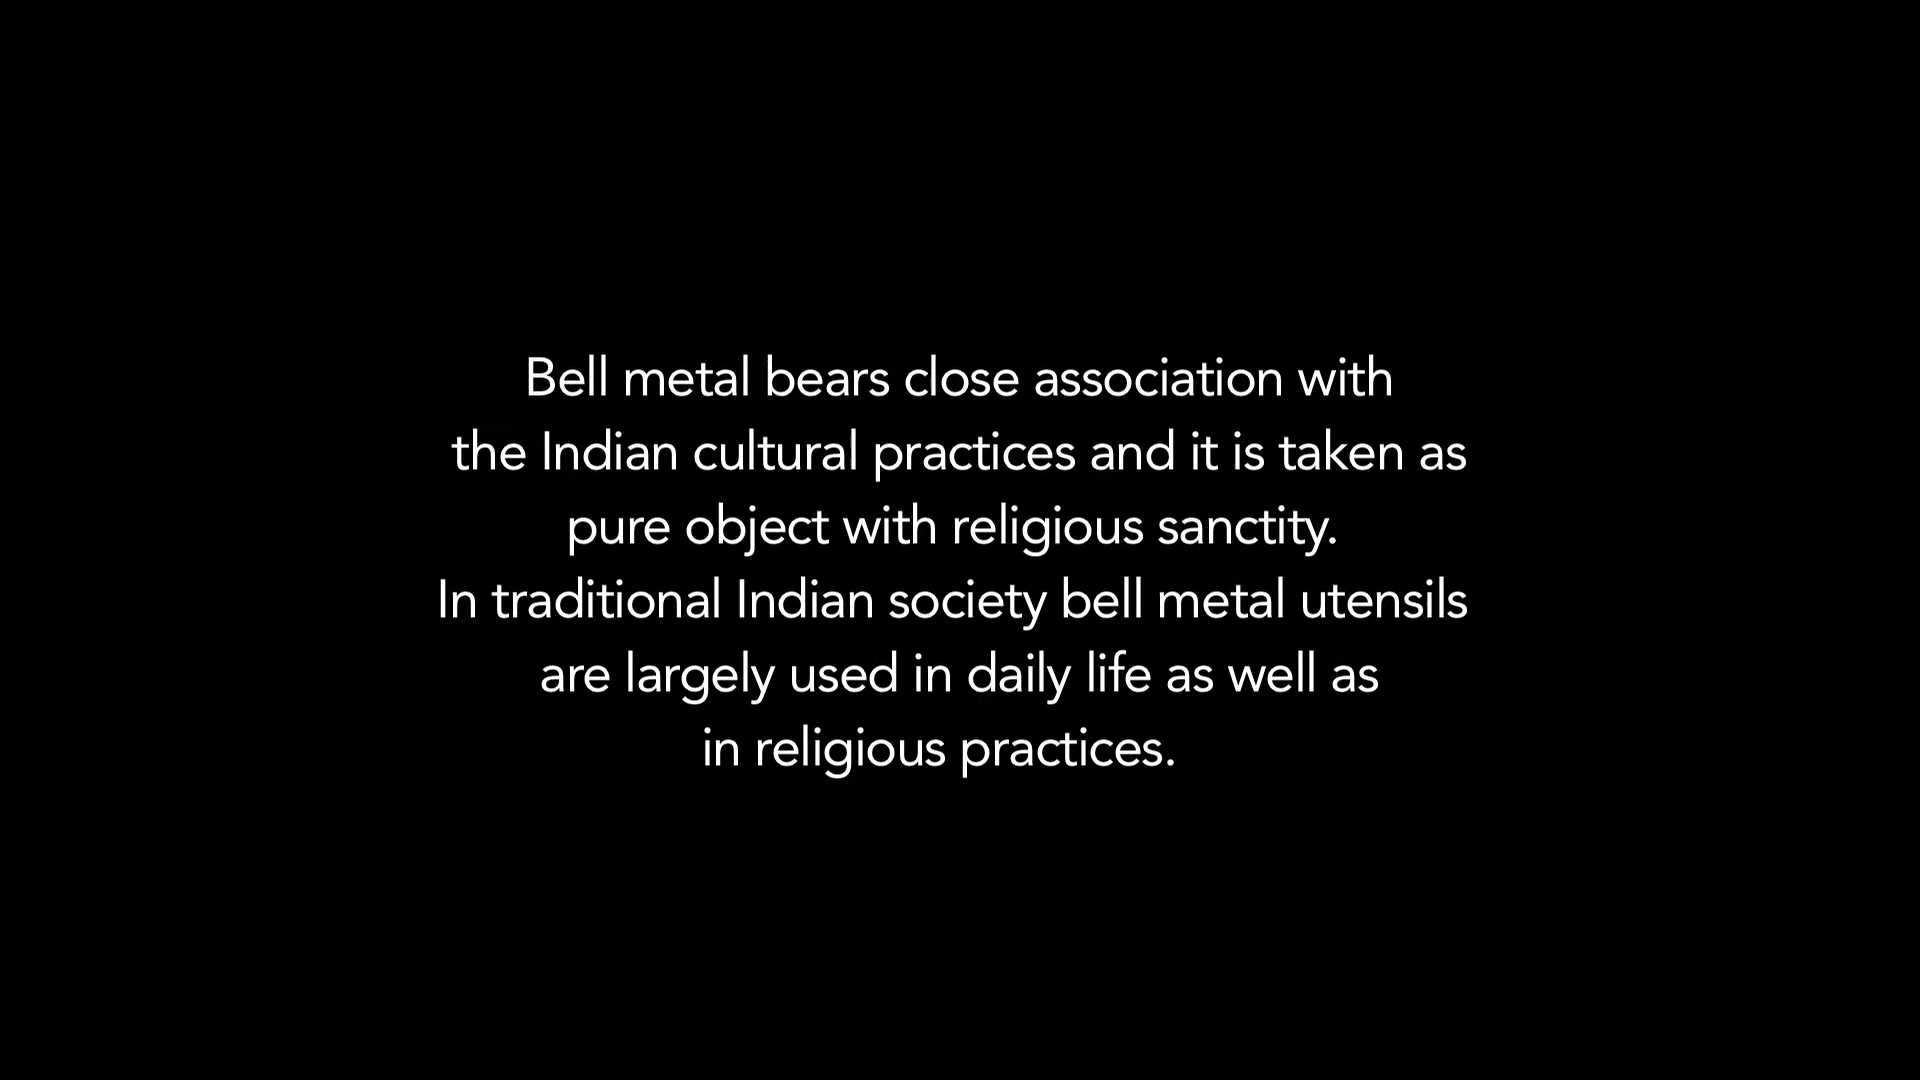 Bell metal bears close association with
the Indian cultural practices and it is taken as
pure object with religious sanctity.
In traditional Indian society bell metal utensils
are largely used in daily life as well as
in religious practices.